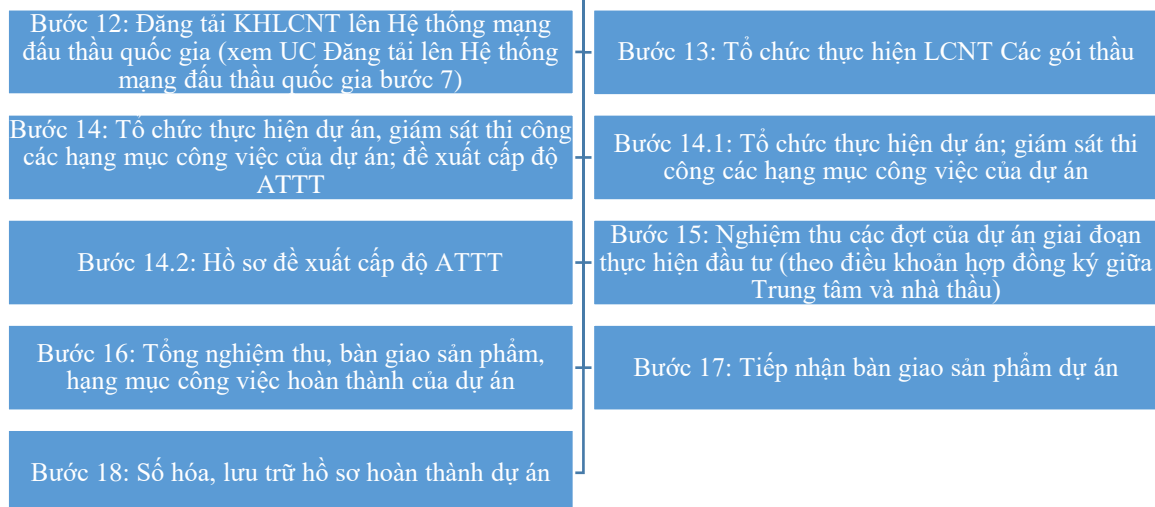 Bước 12: Đăng tải KHLCNT lên Hệ thống mạng
đấu thầu quốc gia (xem UC Đăng tải lên Hệ thống
mạng đấu thầu quốc gia bước 7)
Bước 13: Tổ chức thực hiện LCNT Các gói thầu
Bước 14: Tổ chức thực hiện dự án, giám sát thi công
các hạng mục công việc của dự án; đề xuất cấp độ
ATTT
Bước 14.1: Tổ chức thực hiện dự án; giám sát thi
công các hạng mục công việc của dự án
Bước 14.2: Hồ sơ đề xuất cấp độ ATTT
Bước 15: Nghiệm thu các đợt của dự án giai đoạn
thực hiện đầu tư (theo điều khoản hợp đồng ký giữa
Trung tâm và nhà thầu)
Bước 16: Tổng nghiệm thu, bàn giao sản phẩm,
hạng mục công việc hoàn thành của dự án
Bước 17: Tiếp nhận bàn giao sản phẩm dự án
Bước 18: Số hóa, lưu trữ hồ sơ hoàn thành dự án